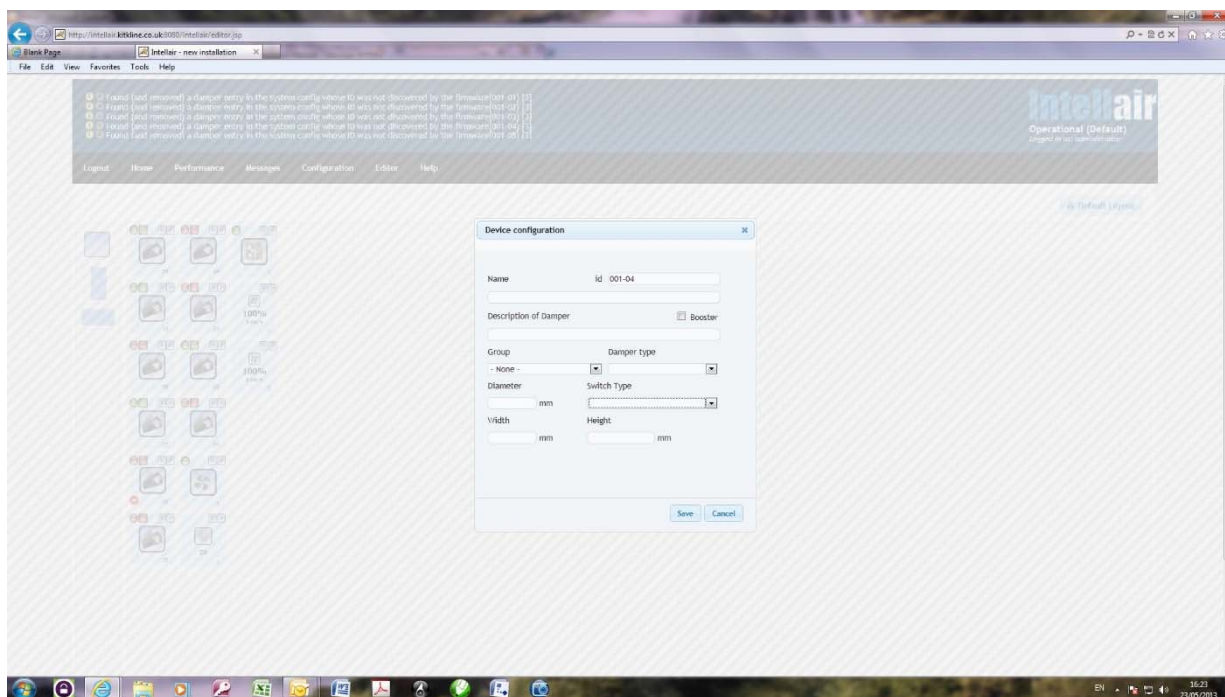 http://intellair.kitkline.co.uk:8080/intellair/editor.jsp
Blank Page
Intellair - new installation
File Edit View Favorites Tools Help
Found (and removed) a damper entry in the system config whose ID was not discovered by the firmware(001-01)
Found (and removed) a damper entry in the system config whose ID was not discovered by the firmware(001-02)
Found (and removed) a damper entry in the system config whose ID was not discovered by the firmware(001-03)
Found (and removed) a damper entry in the system config whose ID was not discovered by the firmware(001-04)
Found (and removed) a damper entry in the system config whose ID was not discovered by the firmware(001-05)
Intellair
Operational (Default)
Logout Home Performance Messages Configuration Editor Help
Default Layout
Device configuration
Name id 001-04
Description of Damper Booster
Group Damper type
- None -
Diameter Switch Type
mm
Width Height
mm mm
Save Cancel
100%
100%
EN
16:23
23/05/2013